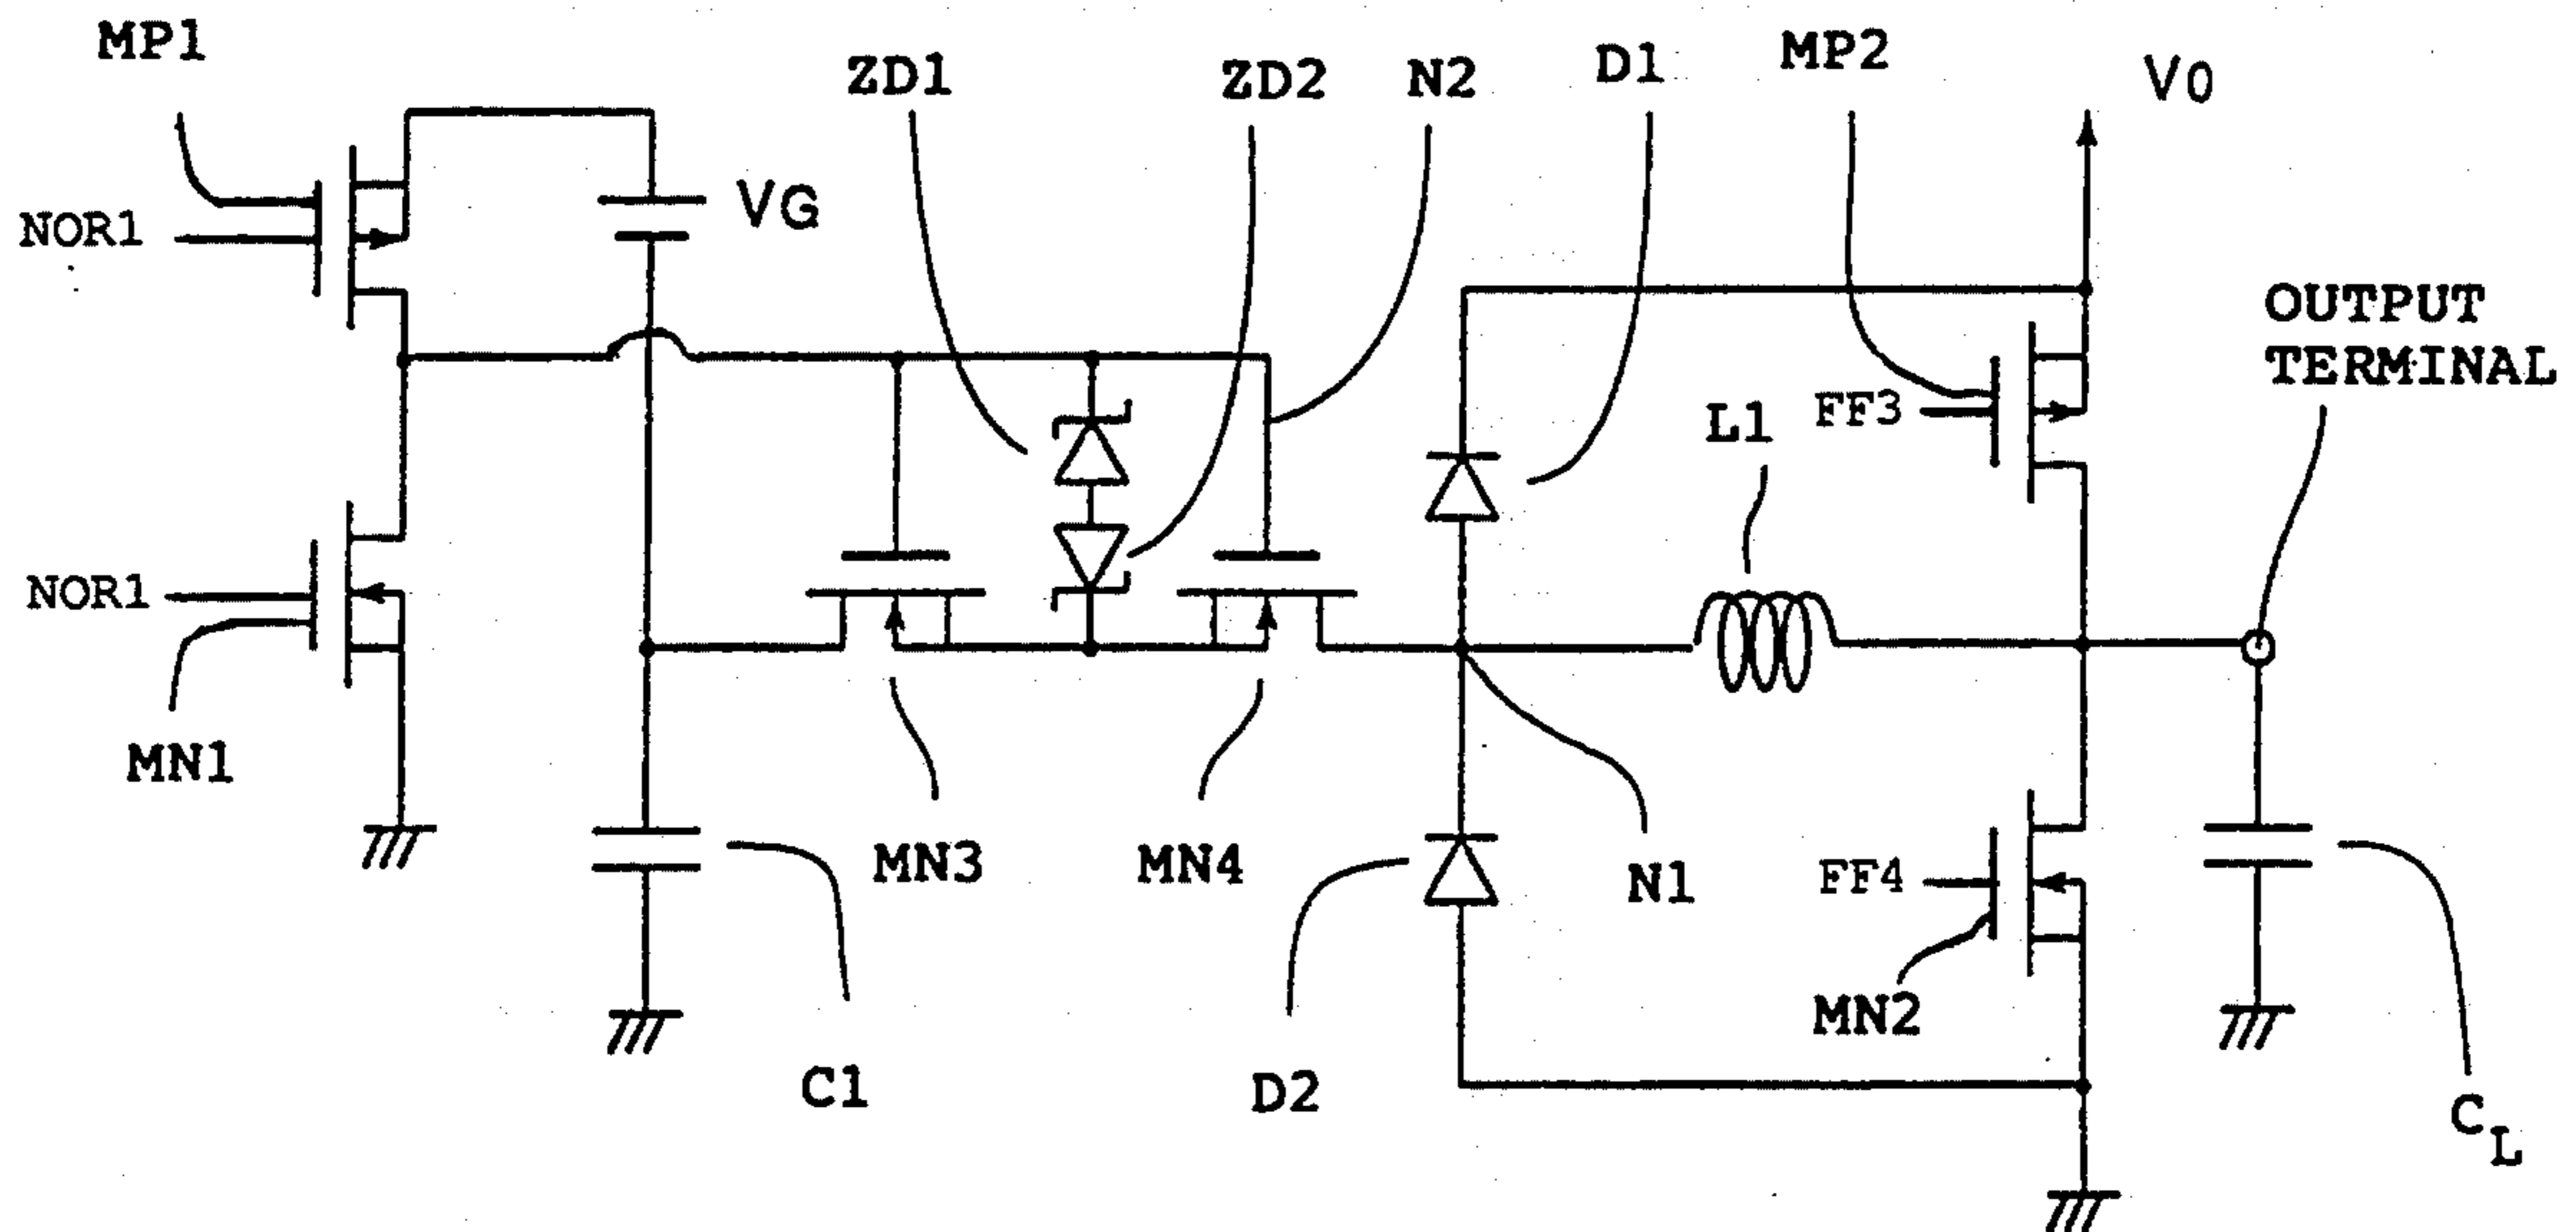 MP1
ZD1
ZD2
N2
D1
MP2
V0
NOR1
VG
OUTPUT
TERMINAL
L1
FF3
NOR1
MN1
MN3
MN4
N1
FF4
MN2
C1
D2
CL